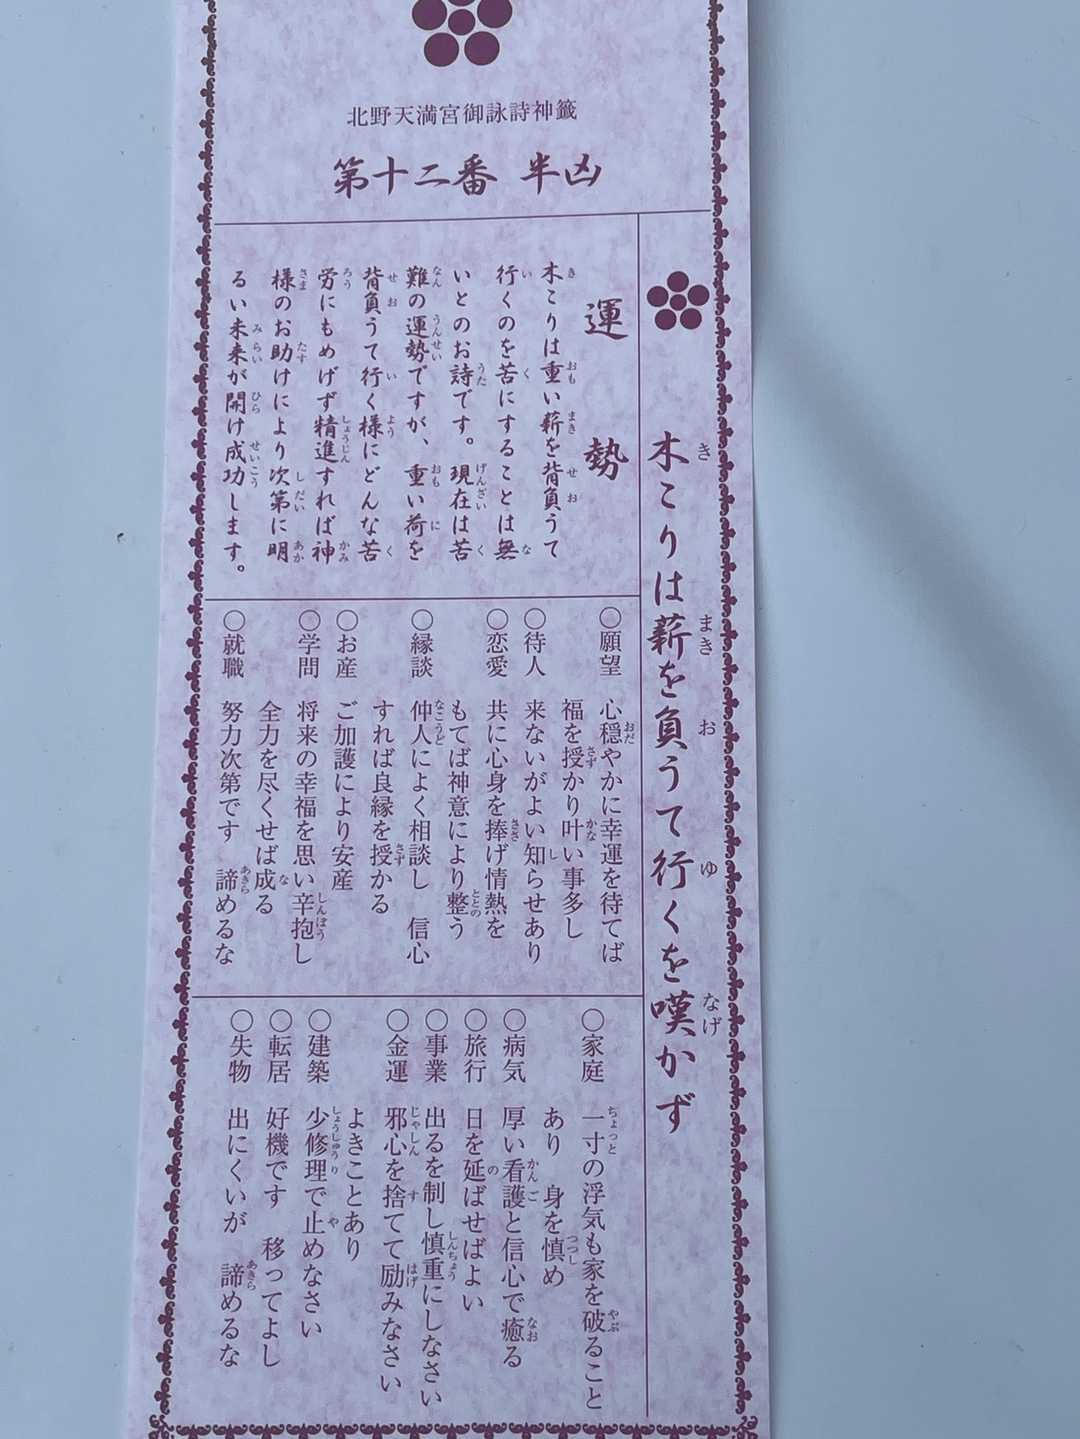 北野天満宮御詠詩神籤
第十二番 半凶
木こりは薪を負うて行くを嘆かず
運勢
木こりは重い薪を背負うて
行くのを苦にすることは無
いとのお詩です。現在は苦
難の運勢ですが、重い荷を
背負うて行く様にどんな苦
労にもめげず精進すれば神
様のお助けにより次第に明
るい未来が開け成功します。
○願望 心穏やかに幸運を待てば
福を授かり叶い事多し
○待人 来ないがよい知らせあり
○恋愛 共に心身を捧げ情熱を
もてば神意により整う
○縁談 仲人によく相談し 信心
すれば良縁を授かる
○お産 ご加護により安産
○学問 将来の幸福を思い辛抱し
全力を尽くせば成る
○就職 努力次第です 諦めるな
○家庭 一寸の浮気も家を破ること
あり 身を慎め
○病気 厚い看護と信心で癒る
○旅行 日を延ばせばよい
○事業 出るを制し慎重にしなさい
○金運 邪心を捨てて励みなさい
よきことあり
○建築 少修理で止めなさい
○転居 好機です 移ってよし
○失物 出にくいが 諦めるな